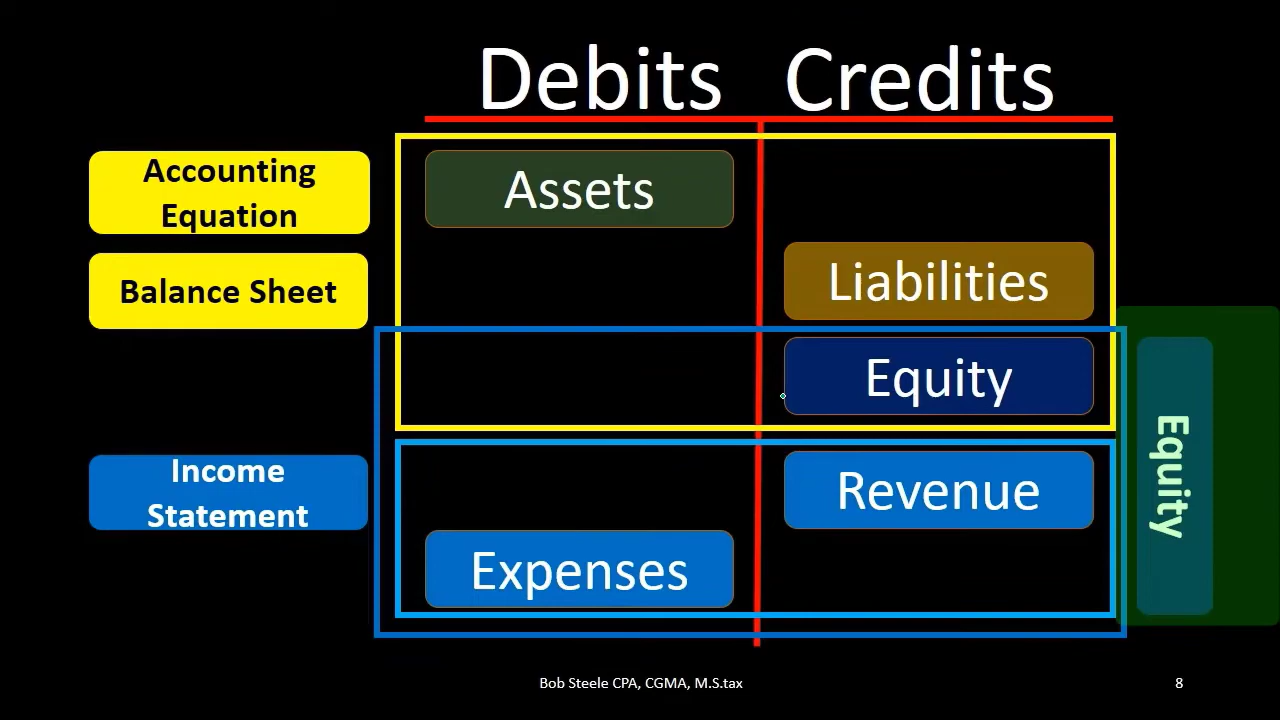 Debits Credits
Accounting
Equation
Assets
Balance Sheet
Liabilities
Equity
Equity
Income
Statement
Revenue
Expenses
Bob Steele CPA, CGMA, M.S.tax
8